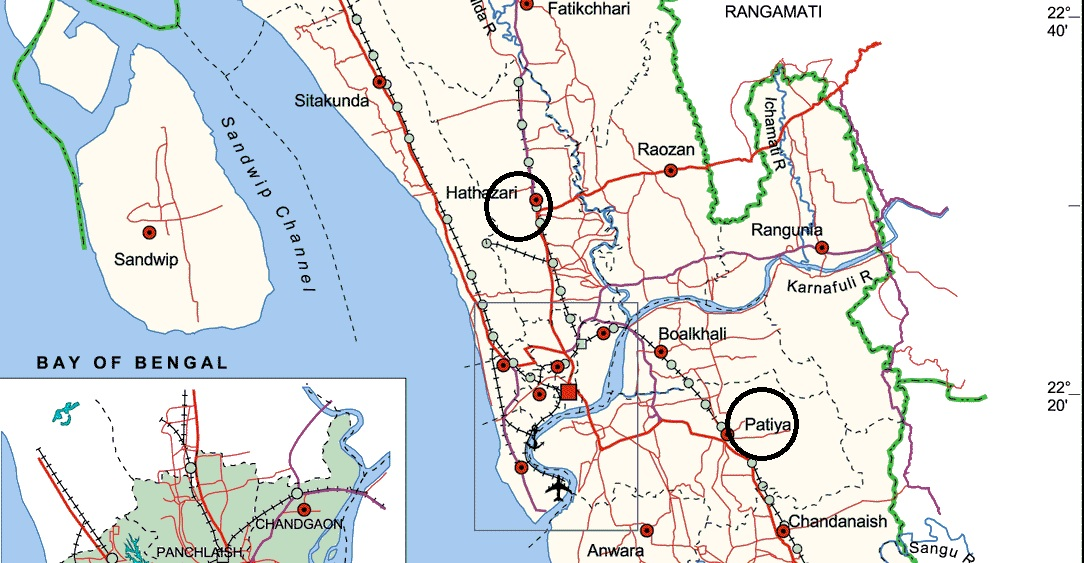 Fatikchhari
RANGAMATI
22°
40'
Sitakunda
Sandwip Channel
Ichamati R
Raozan
Hathazari
Rangunia
Sandwip
Karnafuli R
Boalkhali
BAY OF BENGAL
22°
20'
Patiya
CHANDGAON
PANCHLAISH
Chandanaish
Anwara
Sangu R